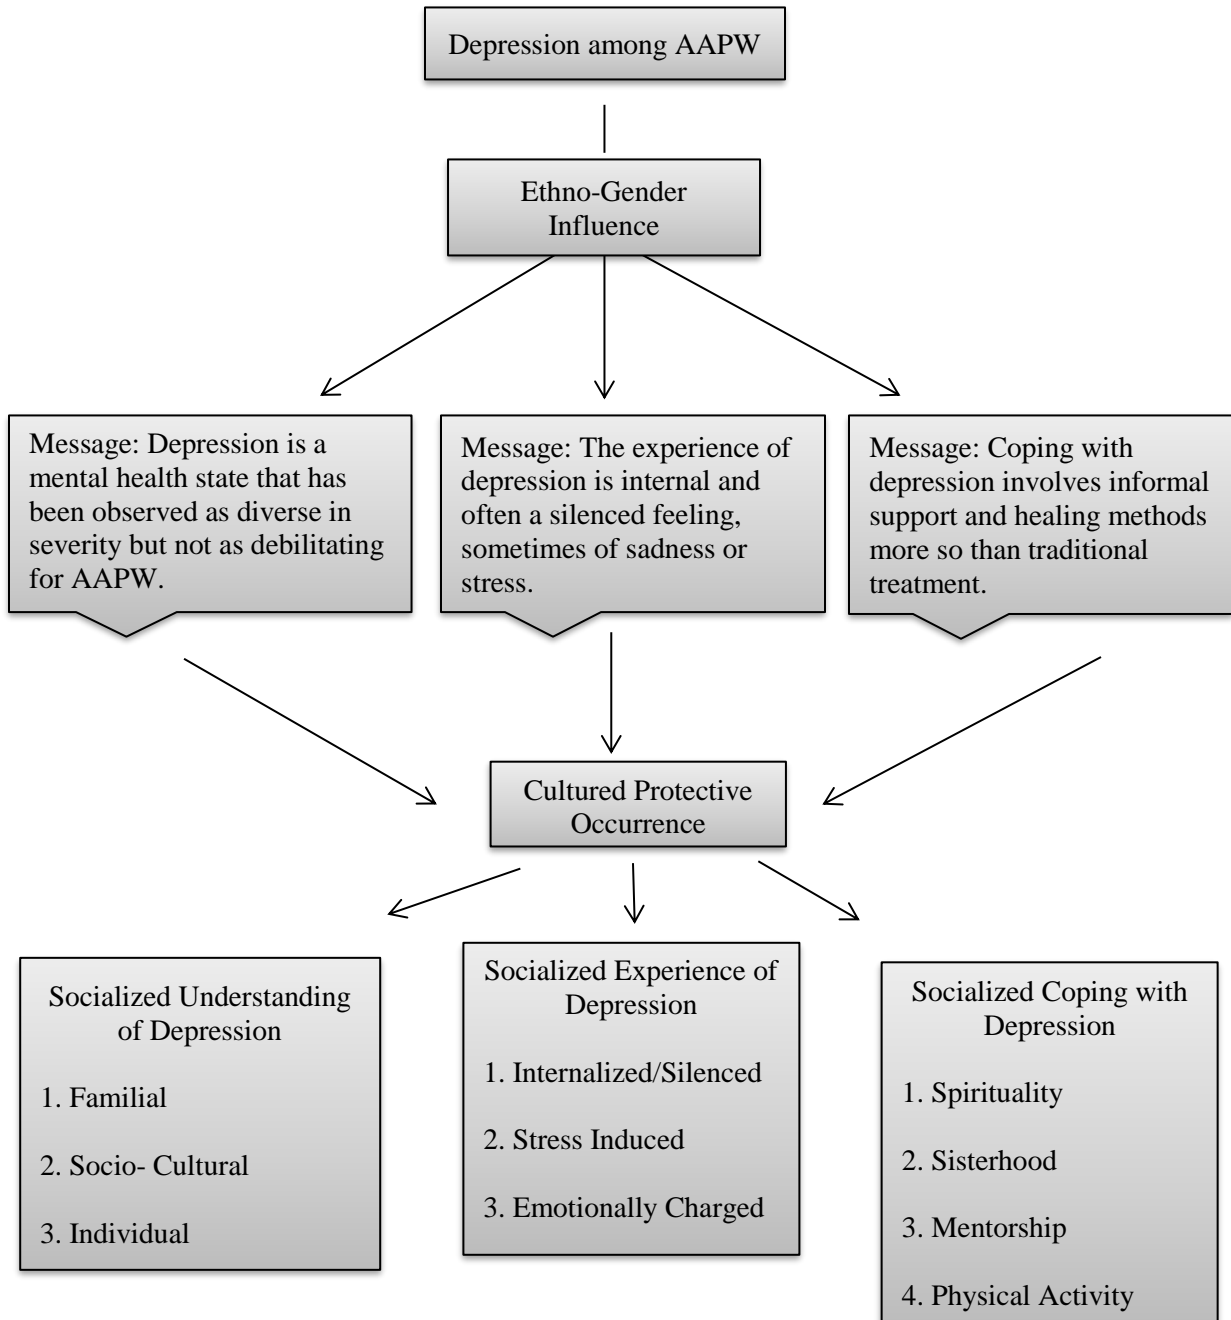 Depression among AAPW
Ethno-Gender
Influence
Message: Depression is a
mental health state that has
been observed as diverse in
severity but not as debilitating
for AAPW.
Message: The experience of
depression is internal and
often a silenced feeling,
sometimes of sadness or
stress.
Message: Coping with
depression involves informal
support and healing methods
more so than traditional
treatment.
Cultured Protective
Occurrence
Socialized Understanding
of Depression
1. Familial
2. Socio- Cultural
3. Individual
Socialized Experience of
Depression
1. Internalized/Silenced
2. Stress Induced
3. Emotionally Charged
Socialized Coping with
Depression
1. Spirituality
2. Sisterhood
3. Mentorship
4. Physical Activity